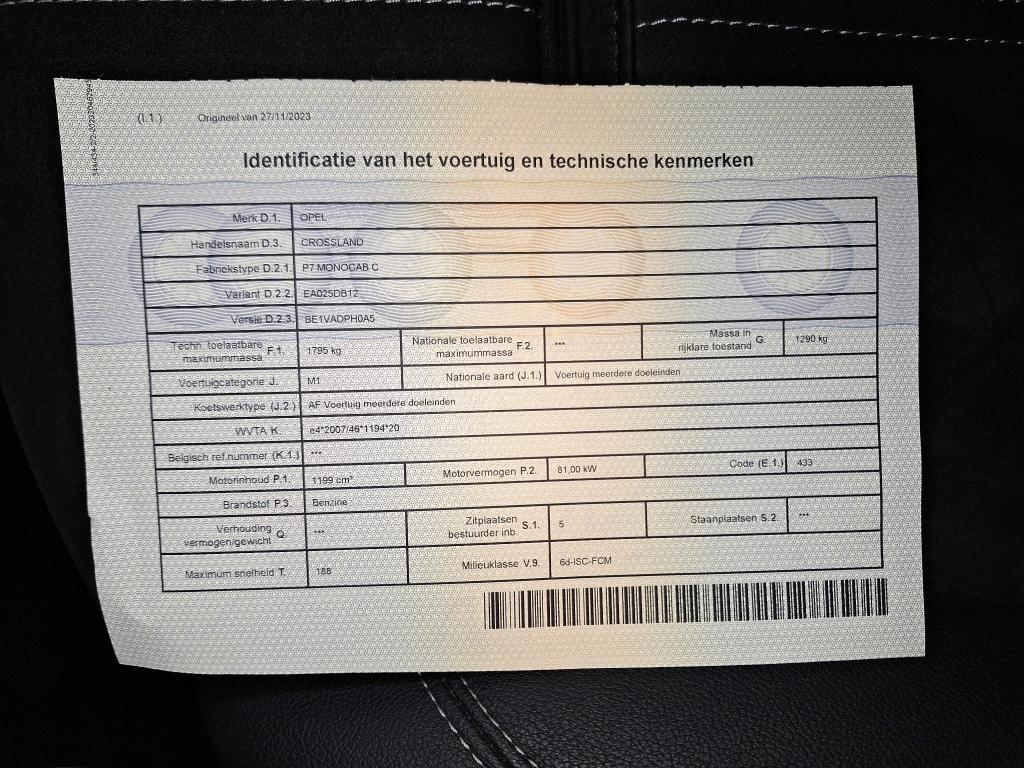 (I.1.) Origineel van 27/11/2023
Identificatie van het voertuig en technische kenmerken
Merk D.1. OPEL
Handelsnaam D.3. CROSSLAND
Fabriekstype D.2.1. P7 MONOCAB C
Variant D.2.2. EA025DB12
Versie D.2.3. BE1VADPH0A5
Techn. toelaatbare maximummassa F.1. 1795 kg Nationale toelaatbare maximummassa F.2. *** Massa in rijklare toestand G. 1290 kg
Voertuigcategorie J. M1 Nationale aard (J.1.) Voertuig meerdere doeleinden
Koetswerktype (J.2.) AF Voertuig meerdere doeleinden
WVTA K. e4*2007/46*1194*20
Belgisch ref.nummer (K.1.) ***
Motorinhoud P.1. 1199 cm³ Motorvermogen P.2. 81,00 kW Code (E.1.) 433
Brandstof P.3. Benzine
Verhouding vermogen/gewicht Q. *** Zitplaatsen bestuurder inb. S.1. 5 Staanplaatsen S.2. ***
Maximum snelheid T. 188 Milieuklasse V.9. 6d-ISC-FCM